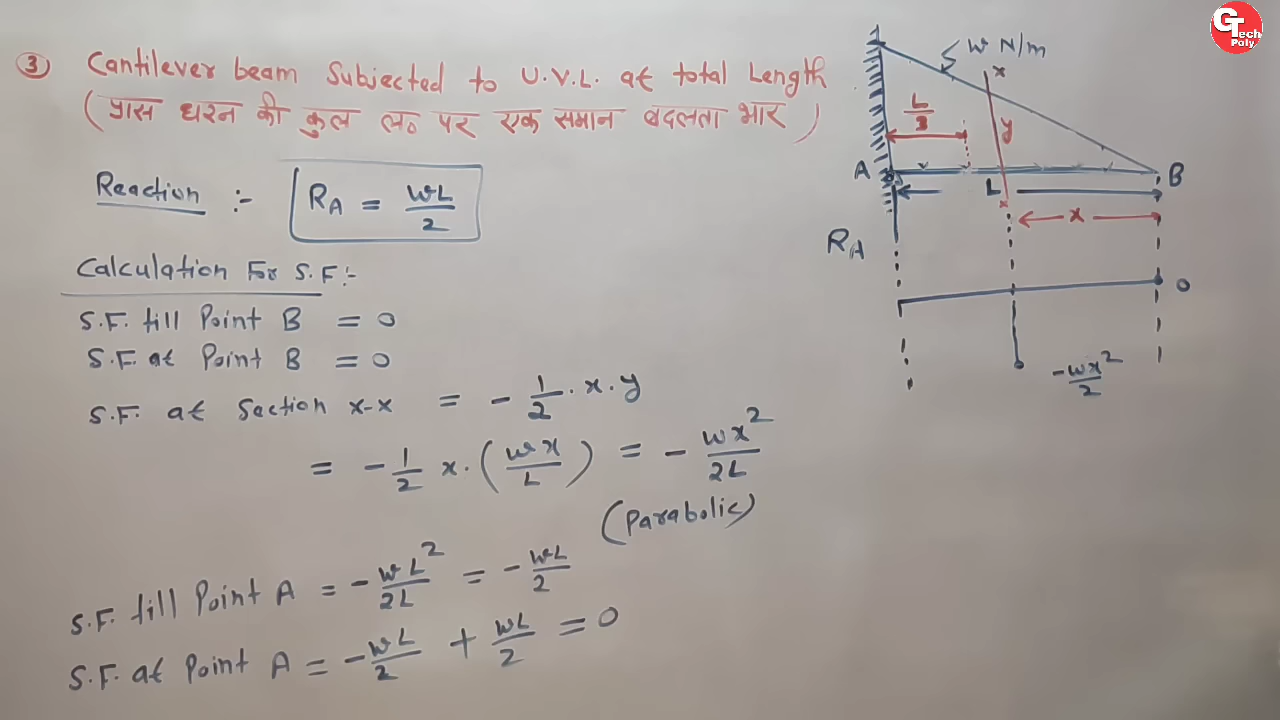 ③ Cantilever beam Subjected to U.V.L. at total Length
(प्रास धरन की कुल ल० पर एक समान बदलता भार)
Reaction :- R_A = wL/2
Calculation For S.F:-
S.F. till Point B = 0
S.F. at Point B = 0
S.F. at Section x-x = - 1/2 . x . y
= - 1/2 x . (wx/L) = - wx²/2L
(Parabolic)
S.F. till Point A = - wL²/2L = - wL/2
S.F. at Point A = - wL/2 + wL/2 = 0
G Tech Poly
w N/m
x
L/3
y
A
B
L
x
x
R_A
0
-wx²/2